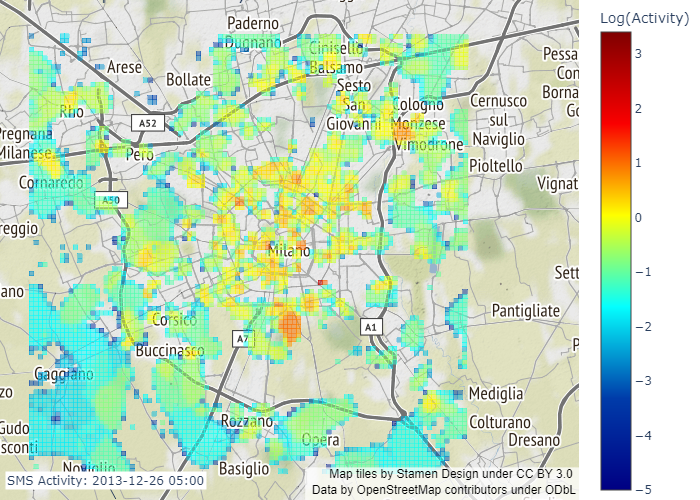 Log(Activity)
Paderno
Dugnano
Cinisello
Balsamo
Arese
Bollate
Sesto
San
Giovanni
Cologno
Monzese
Cernusco
sul
Naviglio
Pessa
Con
Borna
Go
Rho
A52
Pregnana
Milanese
Pero
Vimodrone
Pioltello
Cornaredo
A50
Vignat
reggio
Milano
Sett
ano
Corsico
A7
A1
Pantigliate
P
Buccinasco
Gaggiano
Mediglia
zo
Rozzano
Colturano
Gudo
Opera
Dresano
sconti
Noviglio
Basiglio
SMS Activity: 2013-12-26 05:00
Map tiles by Stamen Design under CC BY 3.0
Data by OpenStreetMap contributors under ODbL
3
2
1
0
−1
−2
−3
−4
−5